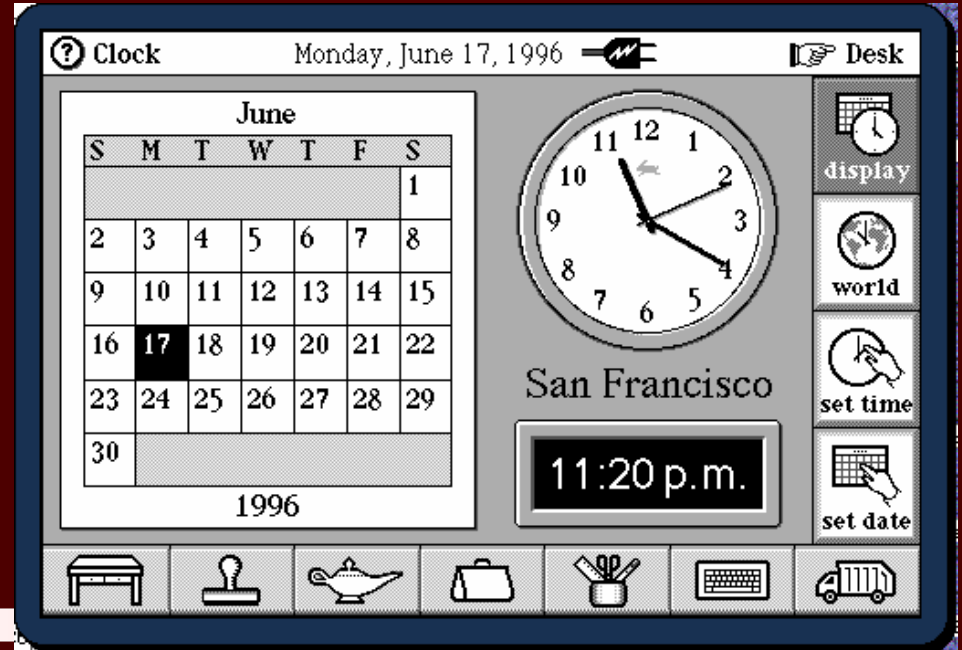 ? Clock Monday, June 17, 1996 Desk
June
S M T W T F S
1
2 3 4 5 6 7 8
9 10 11 12 13 14 15
16 17 18 19 20 21 22
23 24 25 26 27 28 29
30
1996
12
1
2
3
4
5
6
7
8
9
10
11
San Francisco
11:20 p.m.
display
world
set time
set date